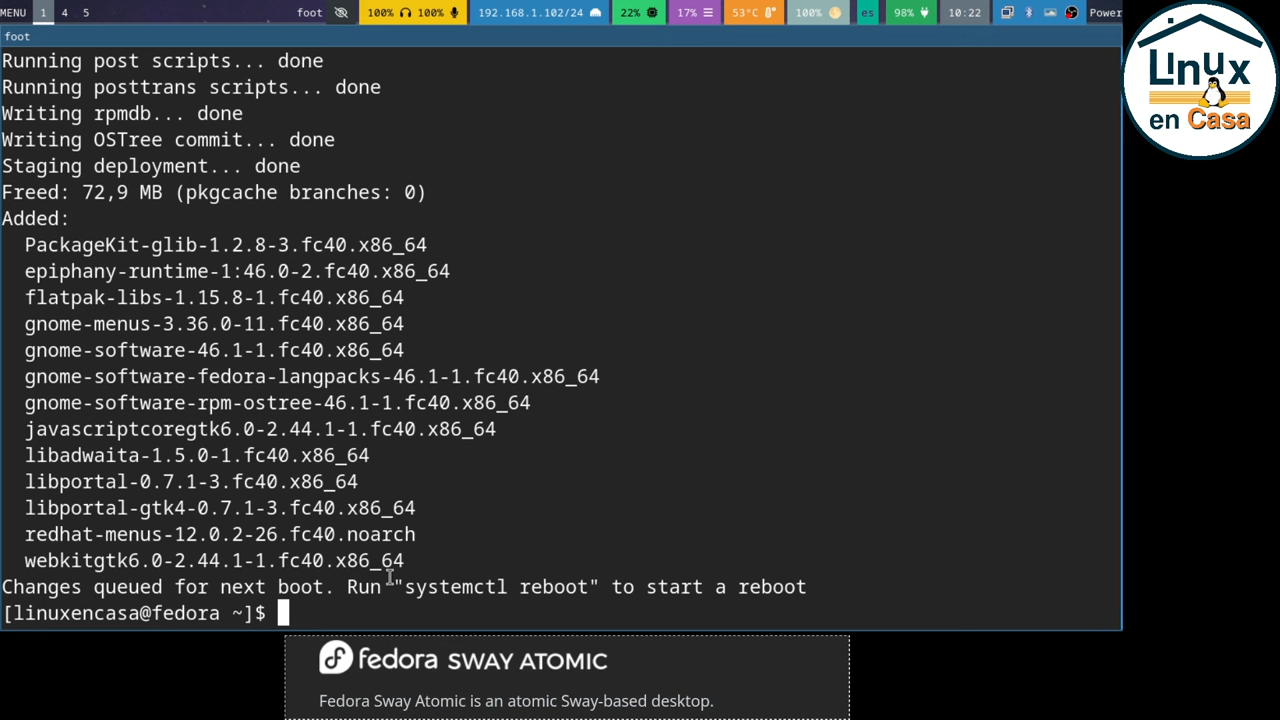 MENU 1 4 5 foot 100% 100% 192.168.1.102/24 22% 17% 53°C 100% es 98% 10:22 Power
foot
Running post scripts... done
Running posttrans scripts... done
Writing rpmdb... done
Writing OSTree commit... done
Staging deployment... done
Freed: 72,9 MB (pkgcache branches: 0)
Added:
PackageKit-glib-1.2.8-3.fc40.x86_64
epiphany-runtime-1:46.0-2.fc40.x86_64
flatpak-libs-1.15.8-1.fc40.x86_64
gnome-menus-3.36.0-11.fc40.x86_64
gnome-software-46.1-1.fc40.x86_64
gnome-software-fedora-langpacks-46.1-1.fc40.x86_64
gnome-software-rpm-ostree-46.1-1.fc40.x86_64
javascriptcoregtk6.0-2.44.1-1.fc40.x86_64
libadwaita-1.5.0-1.fc40.x86_64
libportal-0.7.1-3.fc40.x86_64
libportal-gtk4-0.7.1-3.fc40.x86_64
redhat-menus-12.0.2-26.fc40.noarch
webkitgtk6.0-2.44.1-1.fc40.x86_64
Changes queued for next boot. Run "systemctl reboot" to start a reboot
[linuxencasa@fedora ~]$
Linux
en Casa
fedora SWAY ATOMIC
Fedora Sway Atomic is an atomic Sway-based desktop.